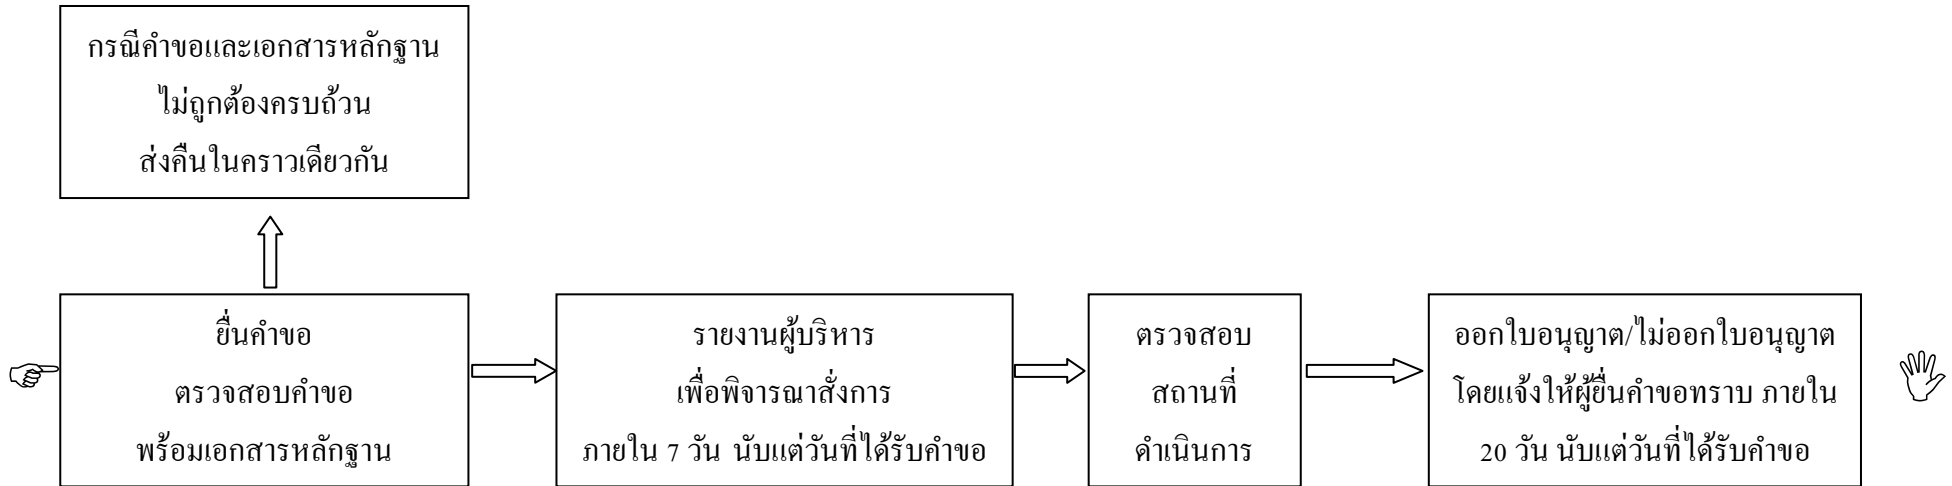 กรณีคำขอและเอกสารหลักฐาน
ไม่ถูกต้องครบถ้วน
ส่งคืนในคราวเดียวกัน
ยื่นคำขอ
ตรวจสอบคำขอ
พร้อมเอกสารหลักฐาน
รายงานผู้บริหาร
เพื่อพิจารณาสั่งการ
ภายใน 7 วัน นับแต่วันที่ได้รับคำขอ
ตรวจสอบ
สถานที่
ดำเนินการ
ออกใบอนุญาต/ไม่ออกใบอนุญาต
โดยแจ้งให้ผู้ยื่นคำขอทราบ ภายใน
20 วัน นับแต่วันที่ได้รับคำขอ